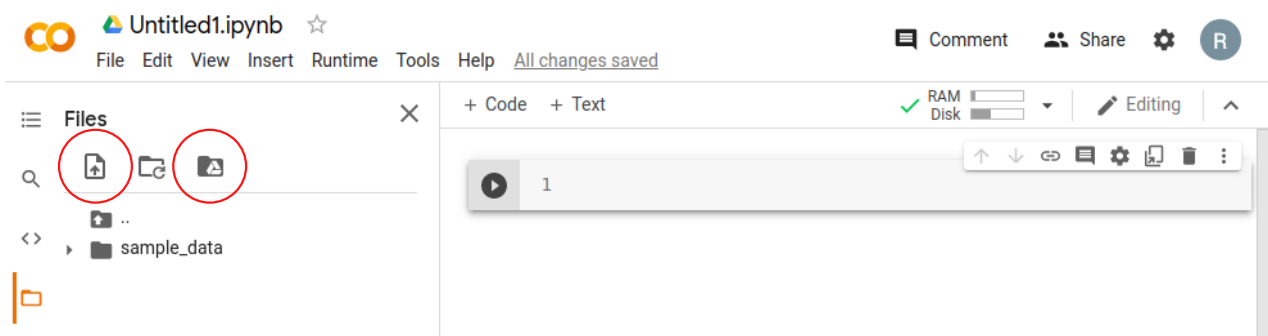 Untitled1.ipynb
File Edit View Insert Runtime Tools Help All changes saved
Comment Share R
Files
..
sample_data
+ Code + Text
RAM
Disk
Editing
1